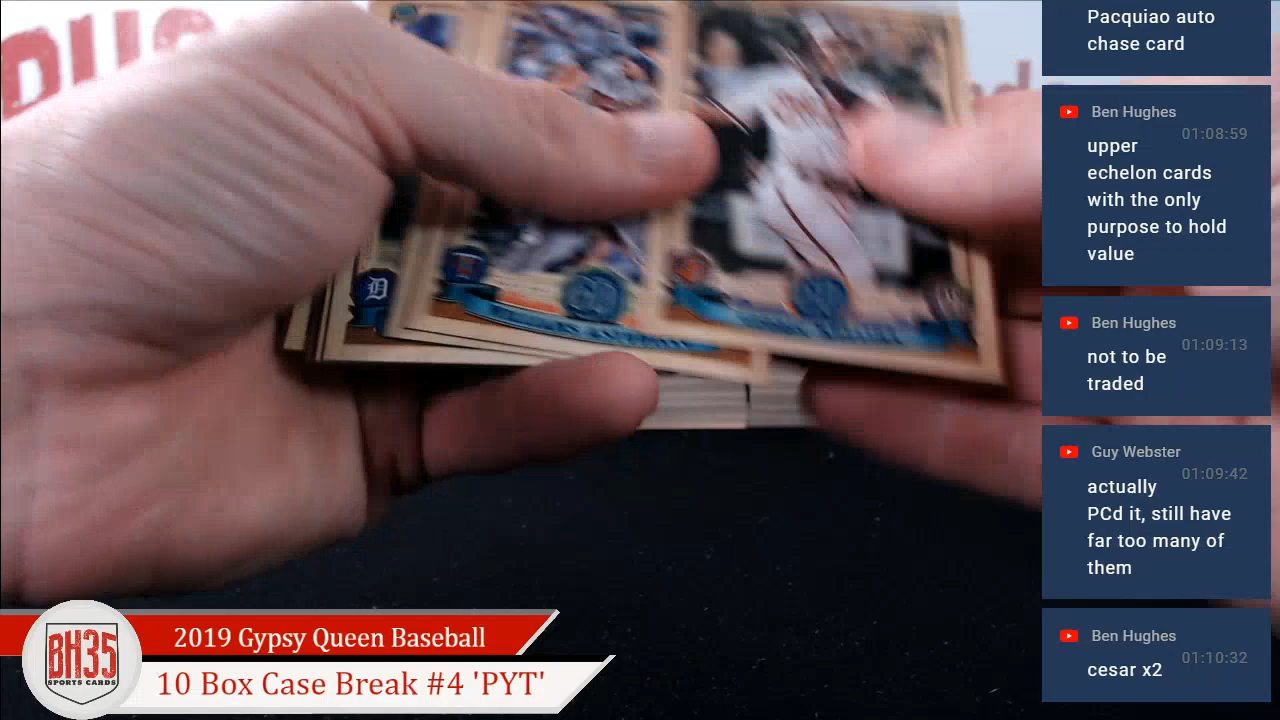 Pacquiao auto
chase card
Ben Hughes
01:08:59
upper
echelon cards
with the only
purpose to hold
value
Ben Hughes
01:09:13
not to be
traded
Guy Webster
01:09:42
actually
PCd it, still have
far too many of
them
Ben Hughes
01:10:32
cesar x2
D
BH35
SPORTS CARDS
2019 Gypsy Queen Baseball
10 Box Case Break #4 'PYT'